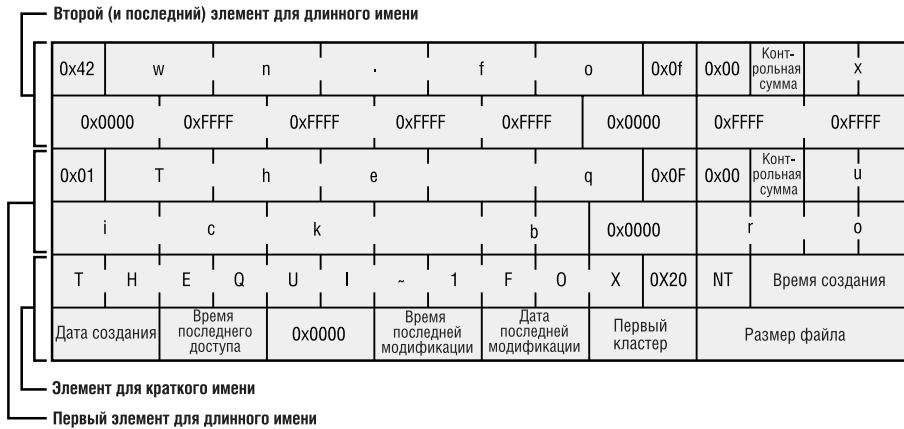 Второй (и последний) элемент для длинного имени
0x42 w n . f o 0x0f 0x00 Конт-
рольная
сумма x
0x0000 0xFFFF 0xFFFF 0xFFFF 0xFFFF 0x0000 0xFFFF 0xFFFF
0x01 T h e q 0x0F 0x00 Конт-
рольная
сумма u
i c k b 0x0000 r o
T H E Q U I ~ 1 F O X 0X20 NT Время создания
Дата создания Время
последнего
доступа 0x0000 Время
последней
модификации Дата
последней
модификации Первый
кластер Размер файла
Элемент для краткого имени
Первый элемент для длинного имени